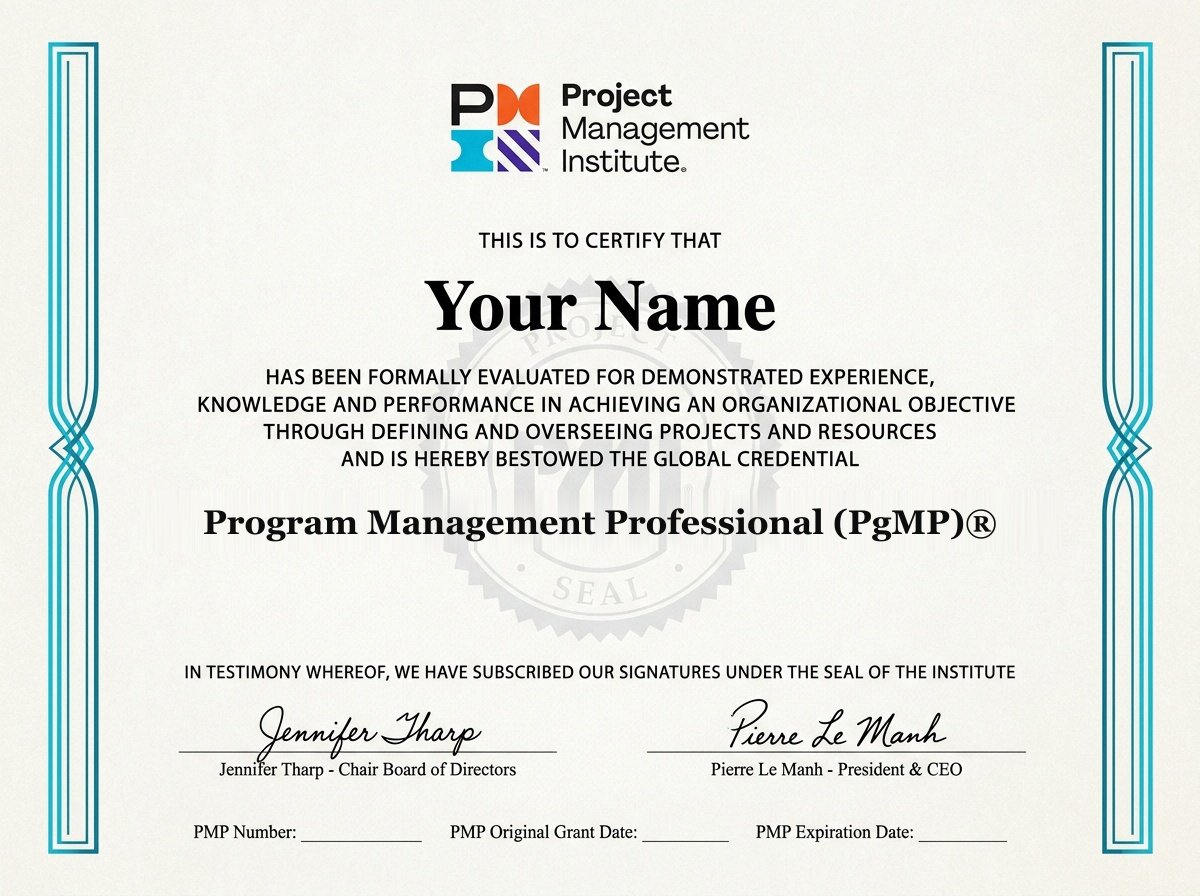 PM
Project
Management
Institute®
THIS IS TO CERTIFY THAT
Your Name
PROJECT
HAS BEEN FORMALLY EVALUATED FOR DEMONSTRATED EXPERIENCE,
KNOWLEDGE AND PERFORMANCE IN ACHIEVING AN ORGANIZATIONAL OBJECTIVE
THROUGH DEFINING AND OVERSEEING PROJECTS AND RESOURCES
AND IS HEREBY BESTOWED THE GLOBAL CREDENTIAL
PMI
Program Management Professional (PgMP)®
SEAL
IN TESTIMONY WHEREOF, WE HAVE SUBSCRIBED OUR SIGNATURES UNDER THE SEAL OF THE INSTITUTE
Jennifer Tharp Pierre Le Manh
Jennifer Tharp - Chair Board of Directors Pierre Le Manh - President & CEO
PMP Number: PMP Original Grant Date: PMP Expiration Date: